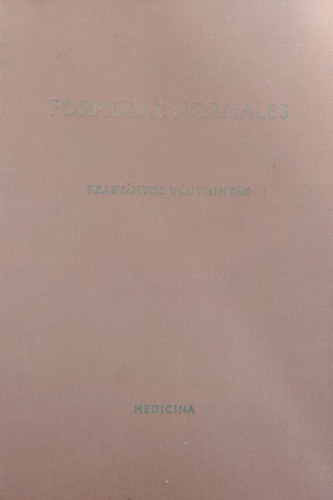 FORMULAE NORMALES
SZABVÁNYOS VÉNYMINTÁK
MEDICINA